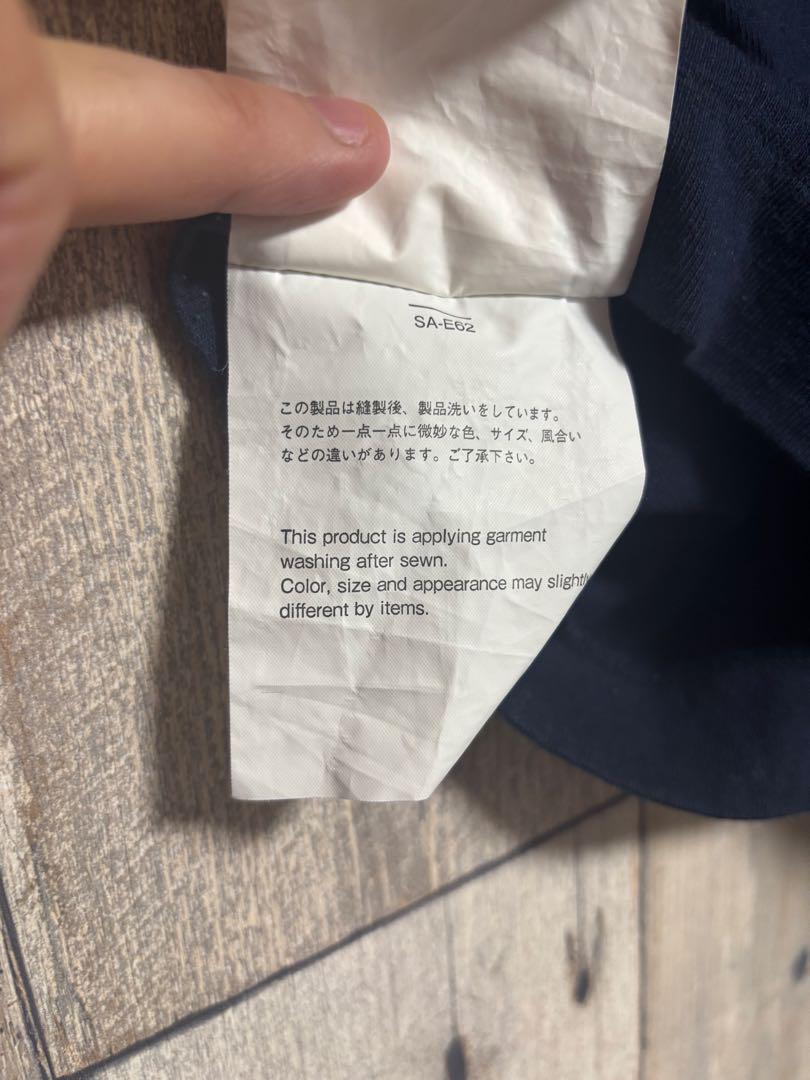 SA-E62
この製品は縫製後、製品洗いをしています。
そのため一点一点に微妙な色、サイズ、風合い
などの違いがあります。ご了承下さい。
This product is applying garment
washing after sewn.
Color, size and appearance may slightly
different by items.